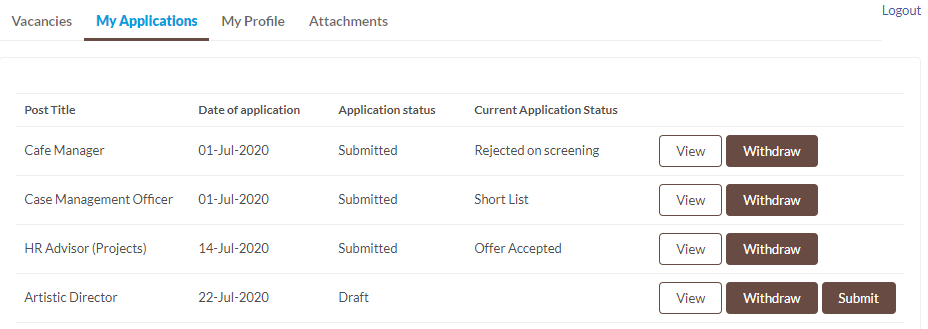 Logout
Vacancies My Applications My Profile Attachments
Post Title Date of application Application status Current Application Status
Cafe Manager 01-Jul-2020 Submitted Rejected on screening View Withdraw
Case Management Officer 01-Jul-2020 Submitted Short List View Withdraw
HR Advisor (Projects) 14-Jul-2020 Submitted Offer Accepted View Withdraw
Artistic Director 22-Jul-2020 Draft View Withdraw Submit